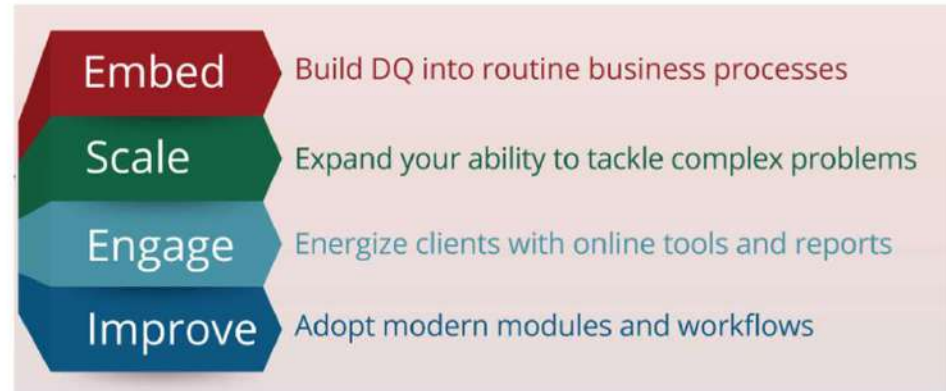 Embed Build DQ into routine business processes
Scale Expand your ability to tackle complex problems
Engage Energize clients with online tools and reports
Improve Adopt modern modules and workflows